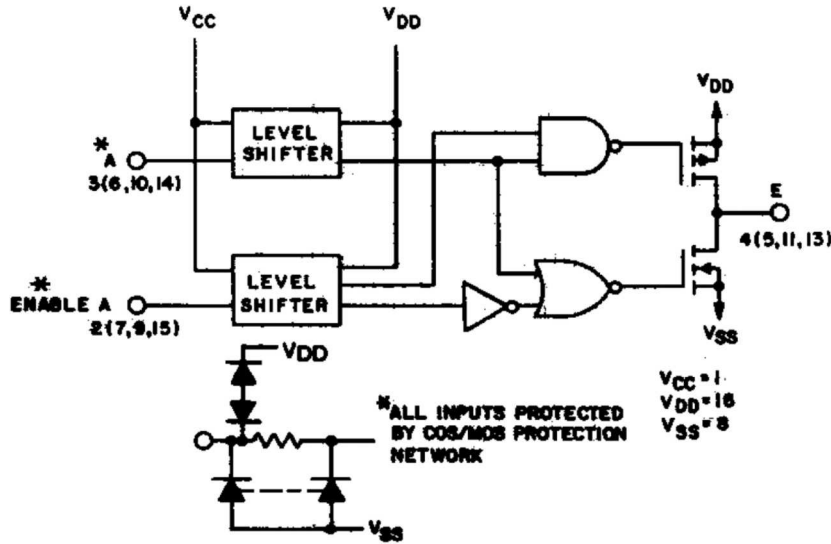 VCC
VDD
LEVEL
SHIFTER
*
A
3(6,10,14)
VDD
E
4(5,11,13)
LEVEL
SHIFTER
*
ENABLE A
2(7,9,15)
VSS
VDD
VCC=1
VDD=16
VSS=8
*ALL INPUTS PROTECTED
BY COS/MOS PROTECTION
NETWORK
VSS